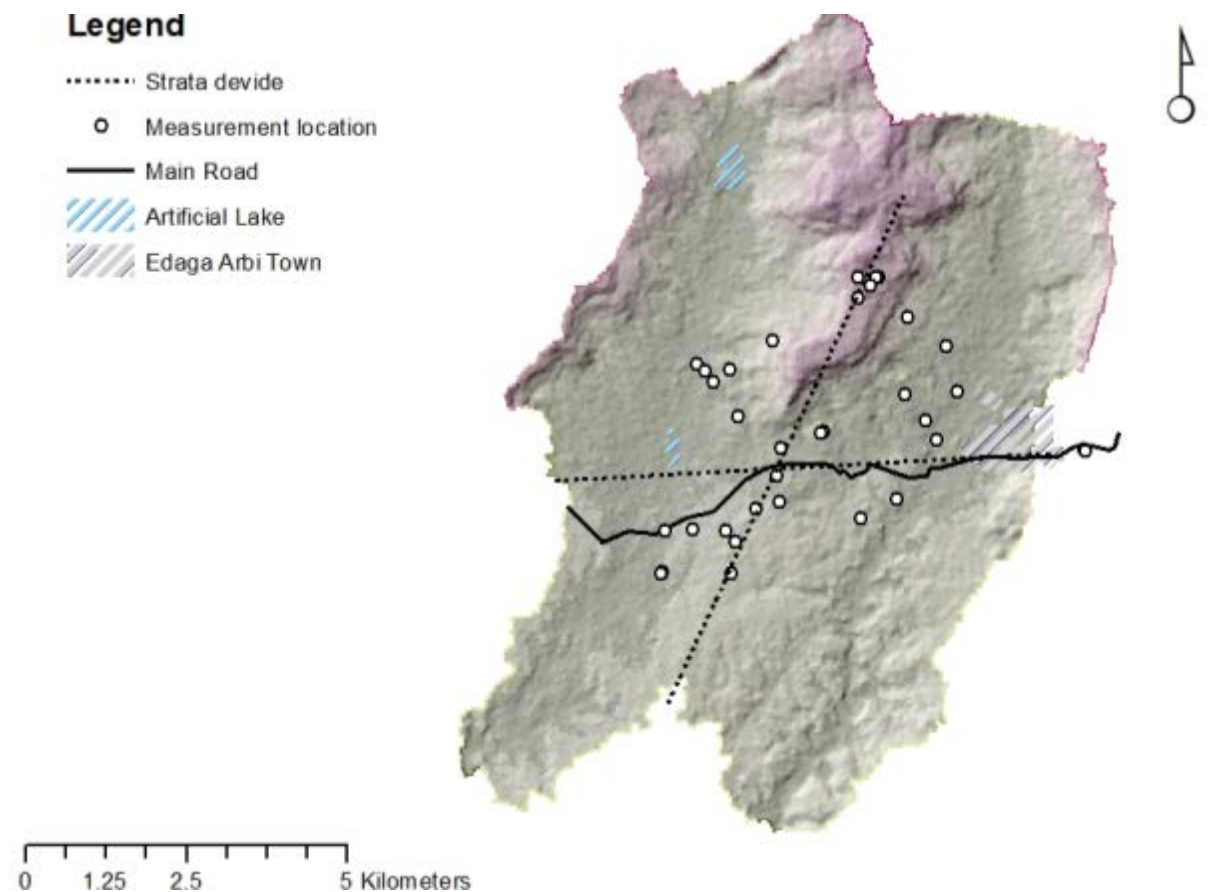 Legend
Strata devide
Measurement location
Main Road
Artificial Lake
Edaga Arbi Town
0 1.25 2.5 5 Kilometers